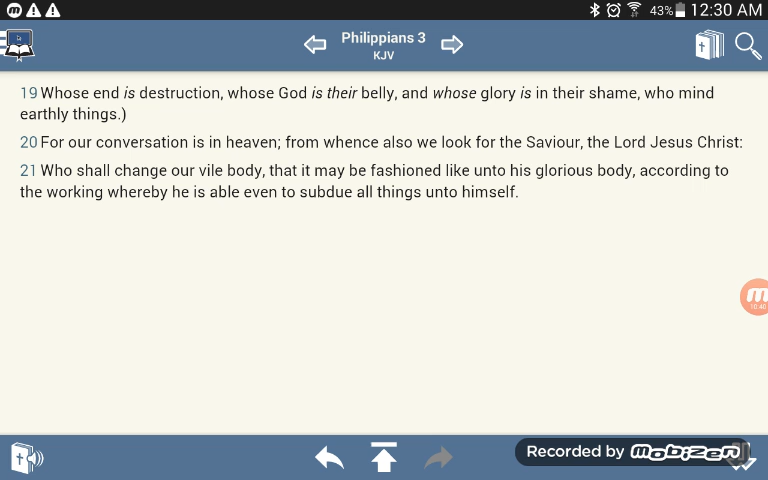 43% 12:30 AM
Philippians 3
KJV
19 Whose end is destruction, whose God is their belly, and whose glory is in their shame, who mind
earthly things.)
20 For our conversation is in heaven; from whence also we look for the Saviour, the Lord Jesus Christ:
21 Who shall change our vile body, that it may be fashioned like unto his glorious body, according to
the working whereby he is able even to subdue all things unto himself.
10:40
Recorded by mobizen